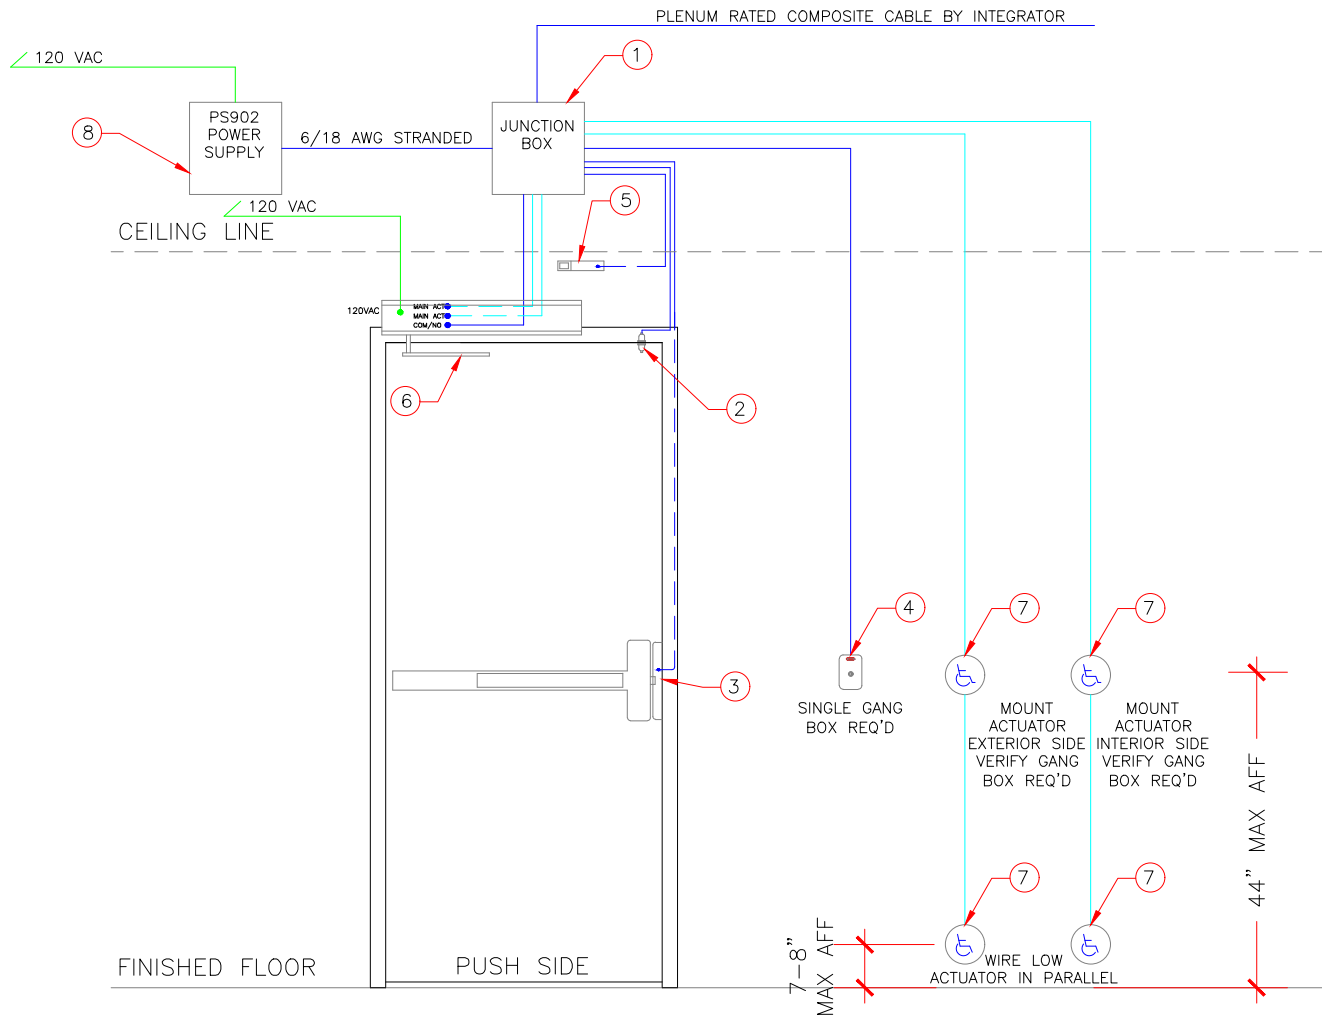 PLENUM RATED COMPOSITE CABLE BY INTEGRATOR
120 VAC
1
PS902
POWER
SUPPLY
8
6/18 AWG STRANDED
JUNCTION
BOX
120 VAC
5
CEILING LINE
120VAC
MAIN ACT
MAIN ACT
COM/NO
6
2
4
7
7
3
SINGLE GANG
BOX REQ'D
MOUNT
ACTUATOR
EXTERIOR SIDE
VERIFY GANG
BOX REQ'D
MOUNT
ACTUATOR
INTERIOR SIDE
VERIFY GANG
BOX REQ'D
44" MAX AFF
7
7
7-8"
MAX AFF
WIRE LOW
ACTUATOR IN PARALLEL
FINISHED FLOOR
PUSH SIDE